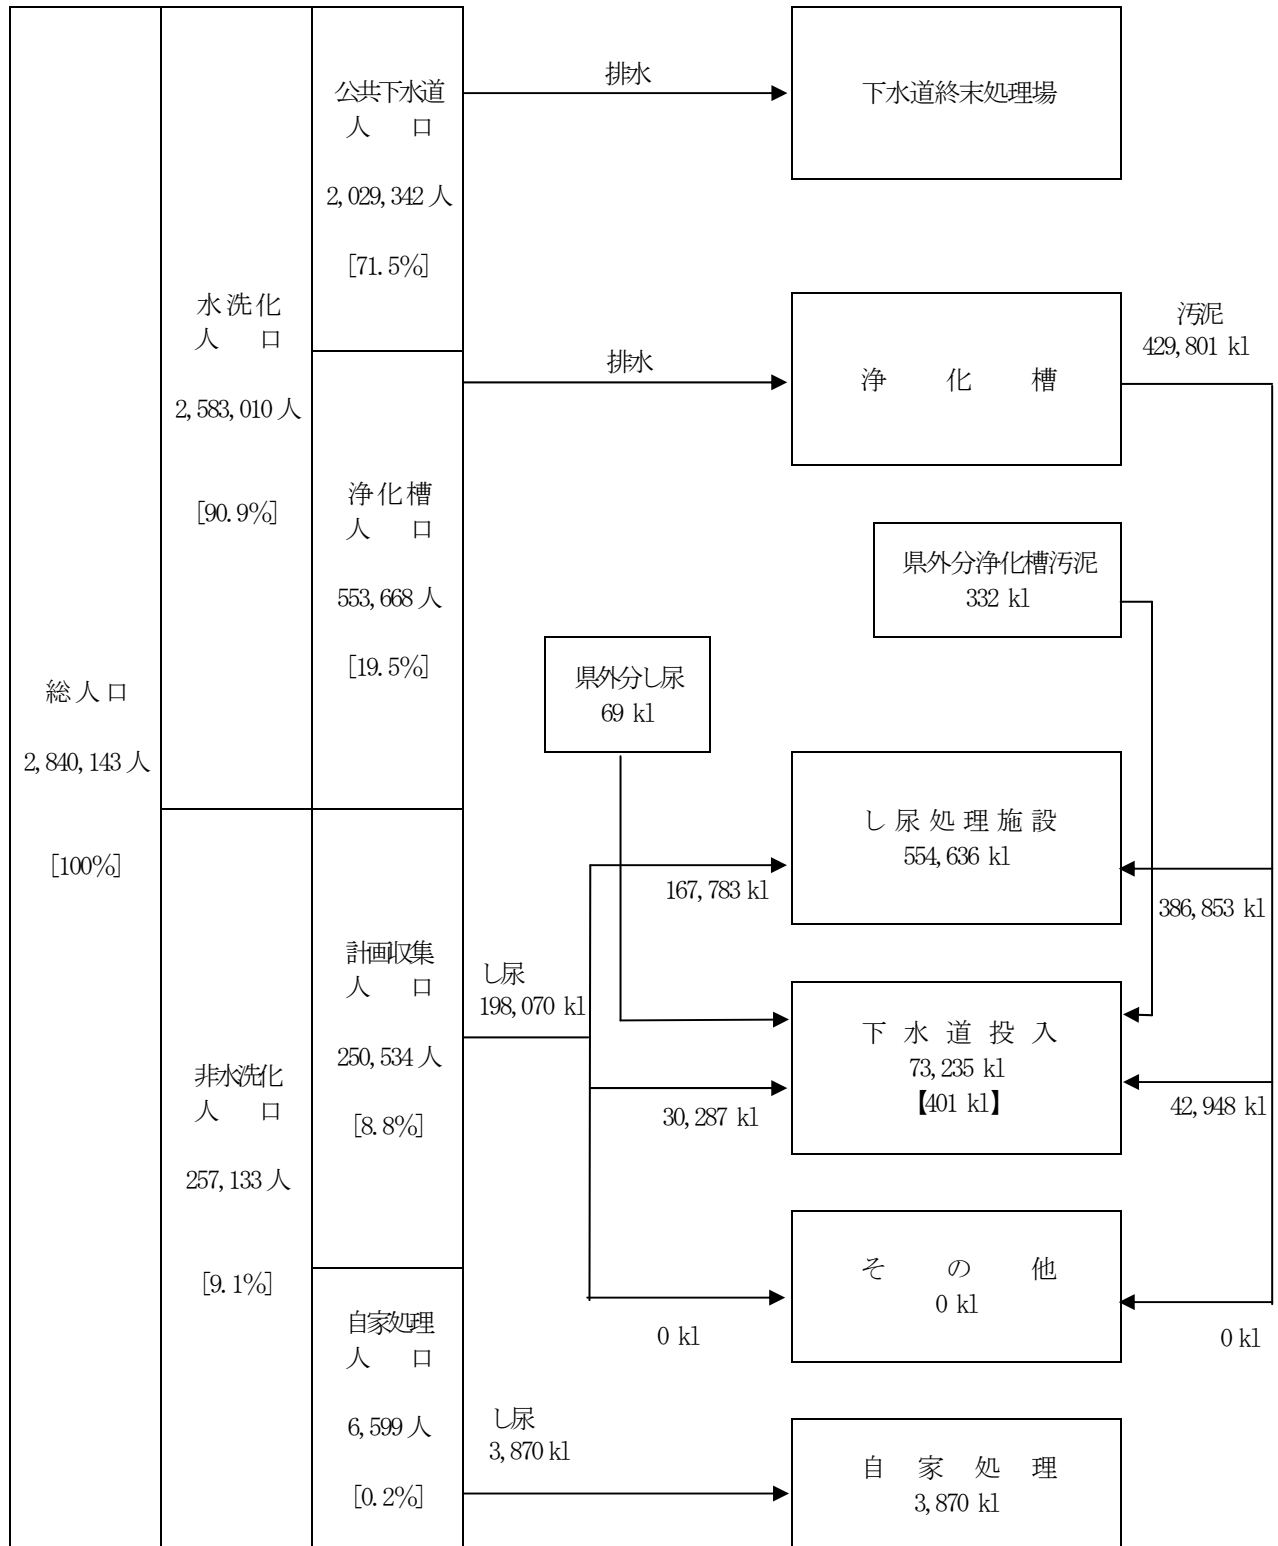 総人口
2,840,143人
[100%]
水洗化
人　口
2,583,010人
[90.9%]
非水洗化
人　口
257,133人
[9.1%]
公共下水道
人　口
2,029,342人
[71.5%]
浄化槽
人　口
553,668人
[19.5%]
計画収集
人　口
250,534人
[8.8%]
自家処理
人　口
6,599人
[0.2%]
排水
下水道終末処理場
排水
浄　化　槽
汚泥
429,801 kl
県外分浄化槽汚泥
332 kl
県外分し尿
69 kl
し尿
198,070 kl
167,783 kl
し尿処理施設
554,636 kl
386,853 kl
30,287 kl
下水道投入
73,235 kl
【401 kl】
42,948 kl
0 kl
そ　の　他
0 kl
0 kl
し尿
3,870 kl
自　家　処　理
3,870 kl